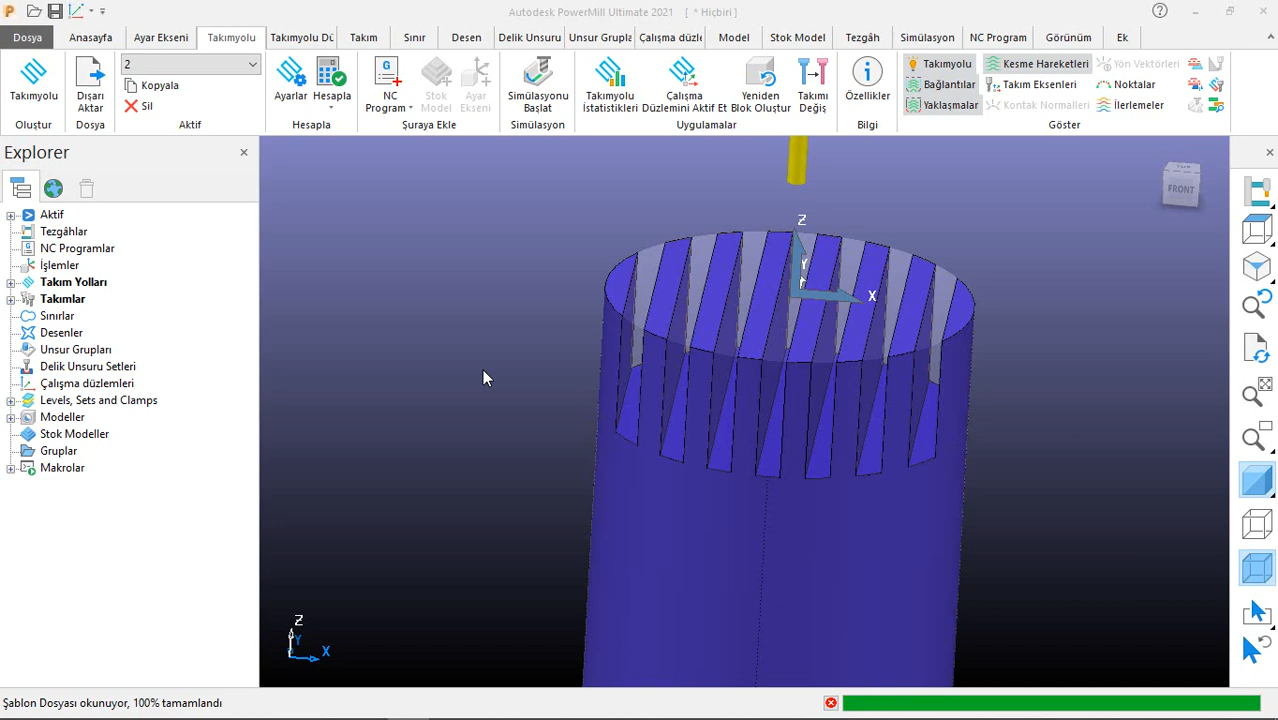 Autodesk PowerMill Ultimate 2021 [ * Hiçbiri ]
Dosya Anasayfa Ayar Ekseni Takımyolu Takımyolu Dü Takım Sınır Desen Delik Unsuru Unsur Grupla Çalışma düzle Model Stok Model Tezgâh Simülasyon NC Program Görünüm Ek
2
Kopyala
Sil
Takımyolu
Dışarı Aktar
Ayarlar
Hesapla
NC Program
Stok Model
Ayar Ekseni
Simülasyonu Başlat
Takımyolu İstatistikleri
Çalışma Düzlemini Aktif Et
Yeniden Blok Oluştur
Takımı Değiş
Özellikler
Takımyolu Kesme Hareketleri Yön Vektörleri
Bağlantılar Takım Eksenleri Noktalar
Yaklaşmalar Kontak Normalleri İlerlemeler
Oluştur Dosya Aktif Hesapla Şuraya Ekle Simülasyon Uygulamalar Bilgi Göster
Explorer
Aktif
Tezgâhlar
NC Programlar
İşlemler
Takım Yolları
Takımlar
Sınırlar
Desenler
Unsur Grupları
Delik Unsuru Setleri
Çalışma düzlemleri
Levels, Sets and Clamps
Modeller
Stok Modeller
Gruplar
Makrolar
Z
Y
X
TOP
FRONT
Z
Y
X
Şablon Dosyası okunuyor, 100% tamamlandı